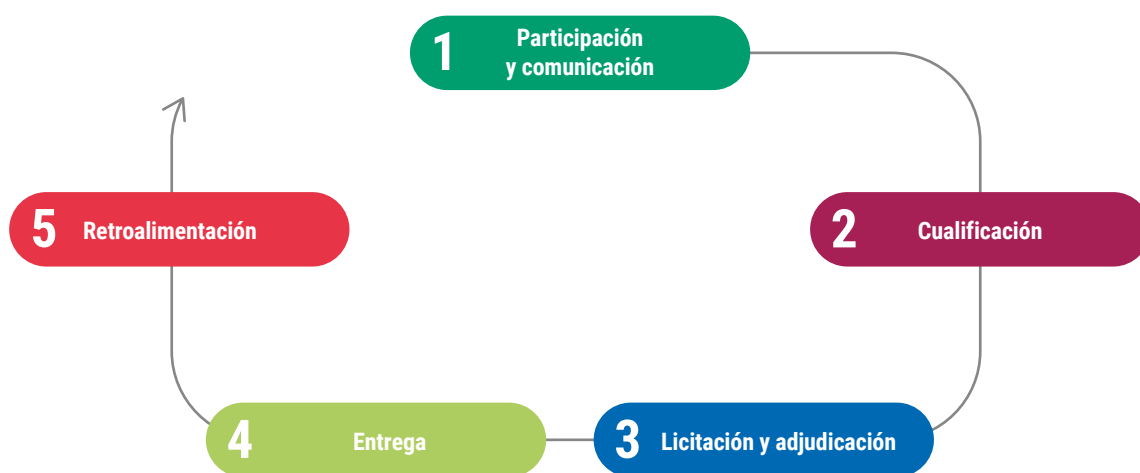 1 Participación
y comunicación
2 Cualificación
3 Licitación y adjudicación
4 Entrega
5 Retroalimentación